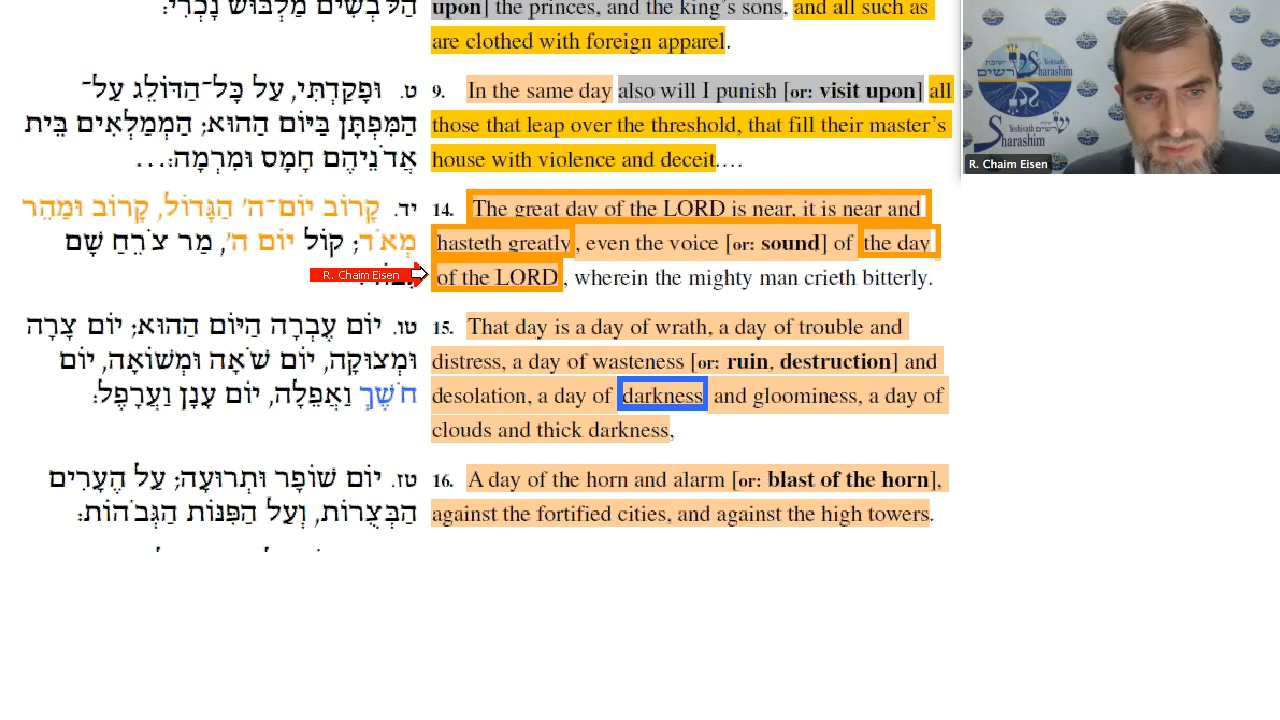 הַלֹּבְשִׁים מַלְבּוּשׁ נָכְרִי:
upon] the princes, and the king's sons, and all such as
are clothed with foreign apparel.
ט. וּפָקַדְתִּי, עַל כָּל־הַדּוֹלֵג עַל־
הַמִּפְתָּן בַּיּוֹם הַהוּא; הַמְמַלְאִים בֵּית
אֲדֹנֵיהֶם חָמָס וּמִרְמָה:…
9. In the same day also will I punish [or: visit upon] all
those that leap over the threshold, that fill their master's
house with violence and deceit.…
יד. קָרוֹב יוֹם־ה' הַגָּדוֹל, קָרוֹב וּמַהֵר
מְאֹד; קוֹל יוֹם ה', מַר צֹרֵחַ שָׁם
14. The great day of the LORD is near, it is near and
hasteth greatly, even the voice [or: sound] of the day
of the LORD, wherein the mighty man crieth bitterly.
R. Chaim Eisen
טו. יוֹם עֶבְרָה הַיּוֹם הַהוּא; יוֹם צָרָה
וּמְצוּקָה, יוֹם שֹׁאָה וּמְשׁוֹאָה, יוֹם
חֹשֶׁךְ וַאֲפֵלָה, יוֹם עָנָן וַעֲרָפֶל:
15. That day is a day of wrath, a day of trouble and
distress, a day of wasteness [or: ruin, destruction] and
desolation, a day of darkness and gloominess, a day of
clouds and thick darkness,
טז. יוֹם שׁוֹפָר וּתְרוּעָה; עַל הֶעָרִים
הַבְּצֻרוֹת, וְעַל הַפִּנּוֹת הַגְּבֹהוֹת:
16. A day of the horn and alarm [or: blast of the horn],
against the fortified cities, and against the high towers.
Sharashim
Yeshivath ישיבת שרשים
Sharashim
R. Chaim Eisen